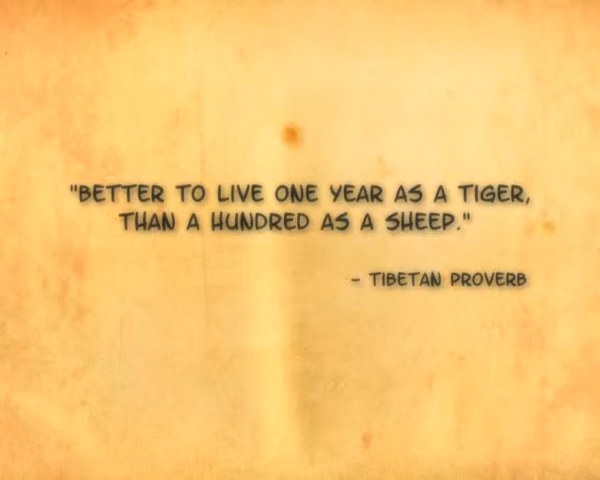 "BETTER TO LIVE ONE YEAR AS A TIGER,
THAN A HUNDRED AS A SHEEP."
- TIBETAN PROVERB